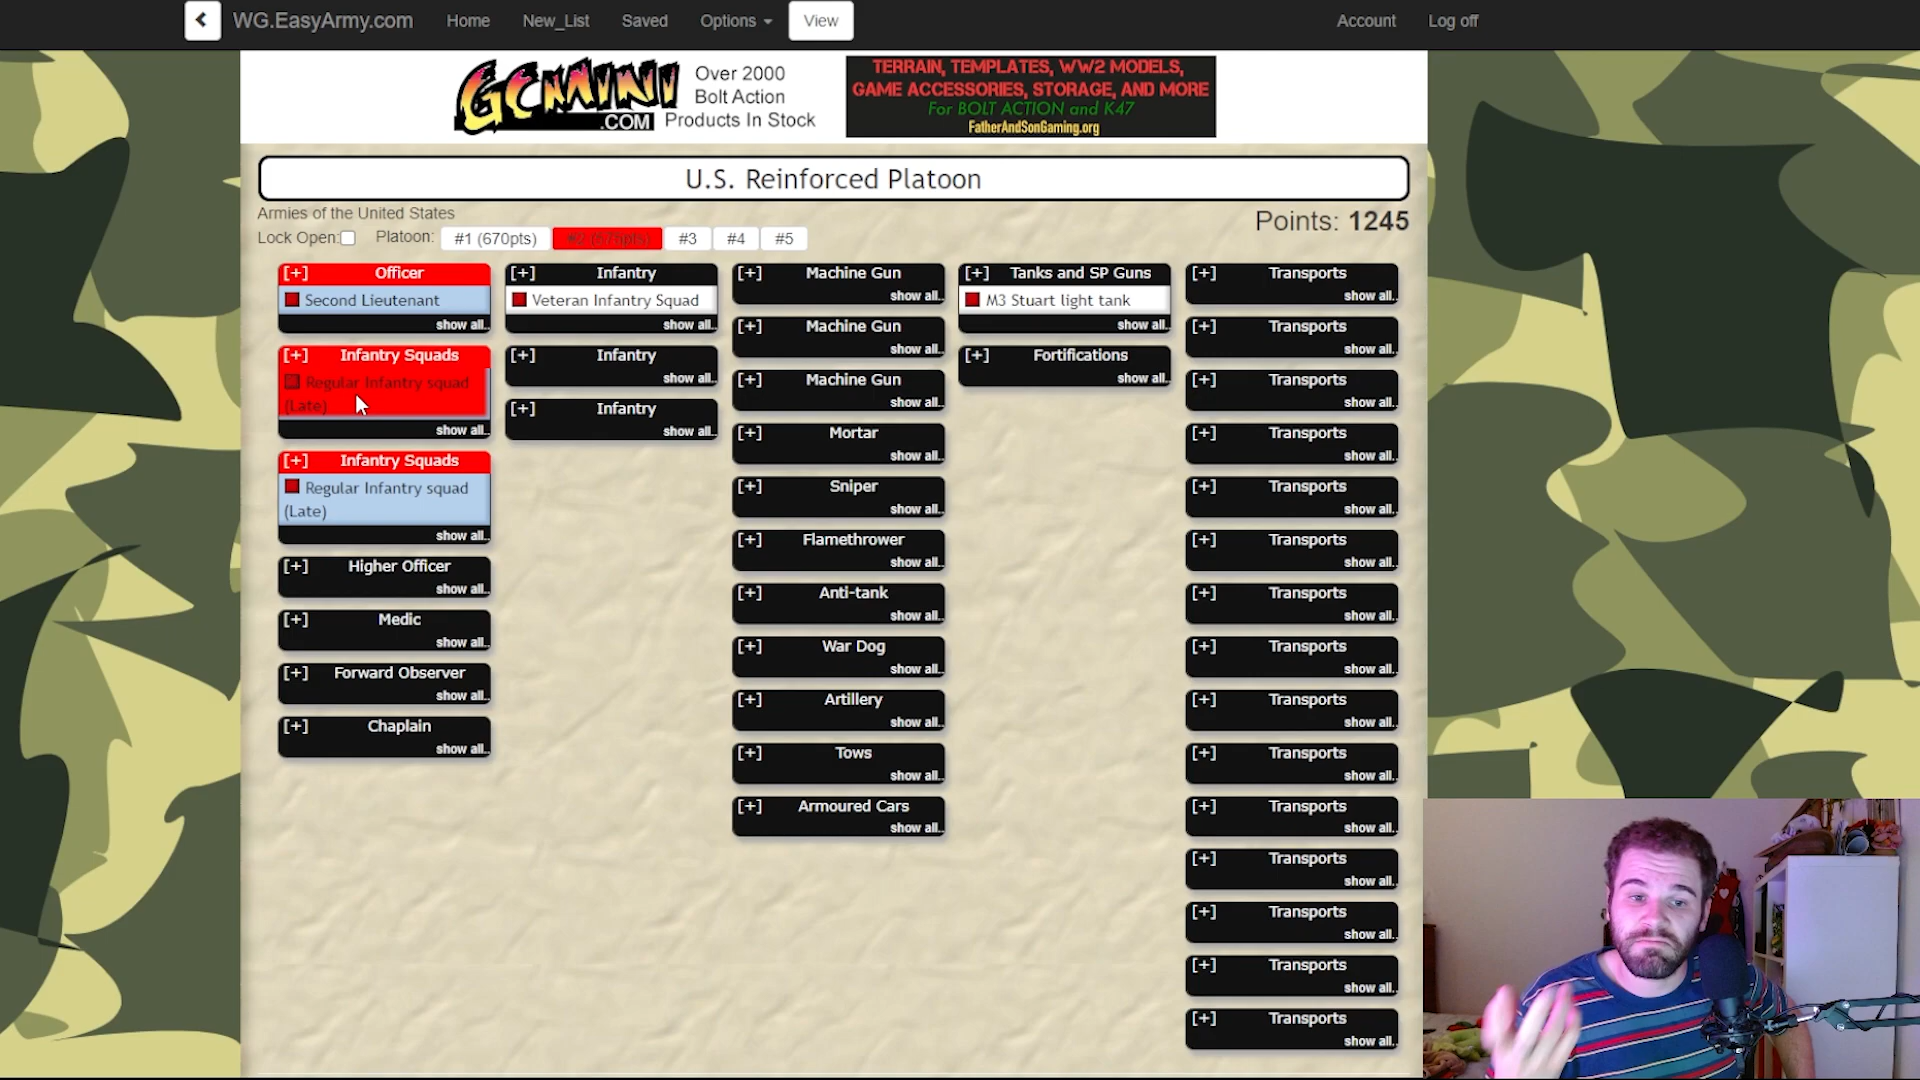 WG.EasyArmy.com Home New_List Saved Options View Account Log off
GCMINI .COM
Over 2000
Bolt Action
Products In Stock
TERRAIN, TEMPLATES, WW2 MODELS,
GAME ACCESSORIES, STORAGE, AND MORE
For BOLT ACTION and K47
FatherAndSonGaming.org
U.S. Reinforced Platoon
Armies of the United States
Points: 1245
Lock Open: Platoon: #1 (670pts) #3 #4 #5
[+] Officer
Second Lieutenant
show all..
[+] Infantry Squads
Regular Infantry squad
(Late)
show all..
[+] Infantry Squads
Regular Infantry squad
(Late)
show all..
[+] Higher Officer
show all..
[+] Medic
show all..
[+] Forward Observer
show all..
[+] Chaplain
show all..
[+] Infantry
Veteran Infantry Squad
show all..
[+] Infantry
show all..
[+] Infantry
show all..
[+] Machine Gun
show all..
[+] Machine Gun
show all..
[+] Machine Gun
show all..
[+] Mortar
show all..
[+] Sniper
show all..
[+] Flamethrower
show all..
[+] Anti-tank
show all..
[+] War Dog
show all..
[+] Artillery
show all..
[+] Tows
show all..
[+] Armoured Cars
show all..
[+] Tanks and SP Guns
M3 Stuart light tank
show all..
[+] Fortifications
show all..
[+] Transports
show all..
[+] Transports
show all..
[+] Transports
show all..
[+] Transports
show all..
[+] Transports
show all..
[+] Transports
show all..
[+] Transports
show all..
[+] Transports
show all..
[+] Transports
show all..
[+] Transports
show all..
[+] Transports
show all..
[+] Transports
show all..
[+] Transports
show all..
[+] Transports
show all..
[+] Transports
show all..